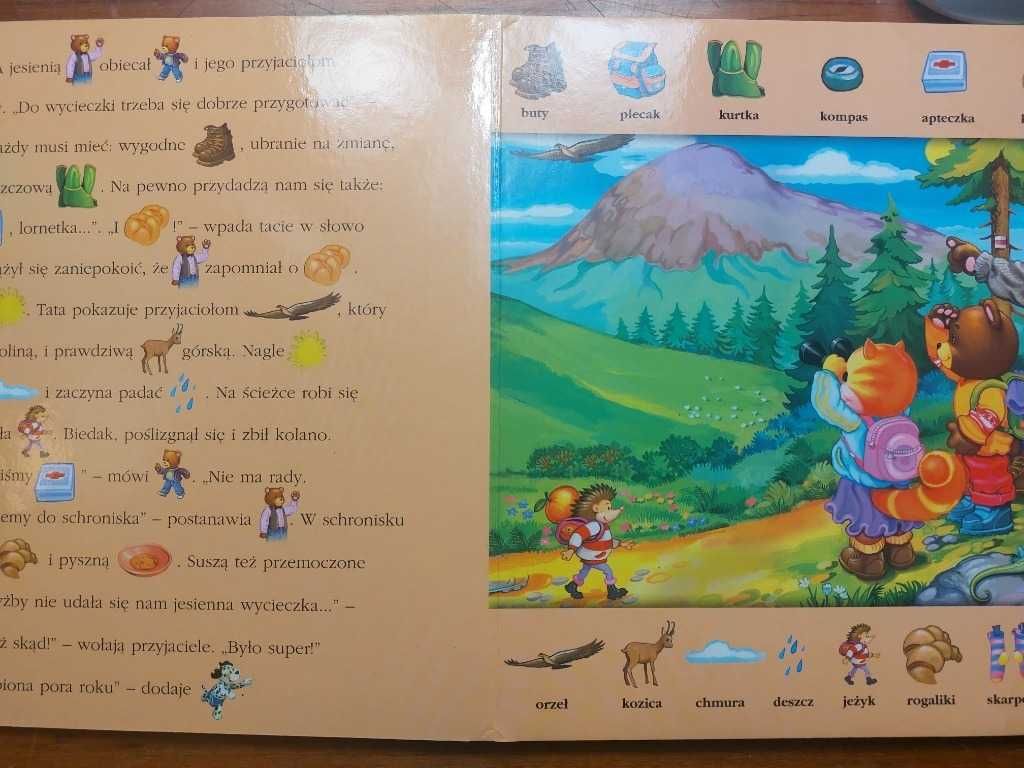 A jesienią obiecał i jego przyjaciołom
. „Do wycieczki trzeba się dobrze przygotować”
musi mieć: wygodne , ubranie na zmianę,
. Na pewno przydadzą nam się także:
, lornetka...”. „I !” – wpada tacie w słowo
się zaniepokoić, że zapomniał o .
. Tata pokazuje przyjaciołom , który
i prawdziwą górską. Nagle
i zaczyna padać . Na ścieżce robi się
. Biedak, poślizgnął się i zbił kolano.
” – mówi . „Nie ma rady.
do schroniska” – postanawia . W schronisku
i pyszną . Suszą też przemoczone
nie udała się nam jesienna wycieczka...” –
skąd!” – wołają przyjaciele. „Było super!”
pora roku” – dodaje
buty plecak kurtka kompas apteczka
orzeł kozica chmura deszcz jeżyk rogaliki